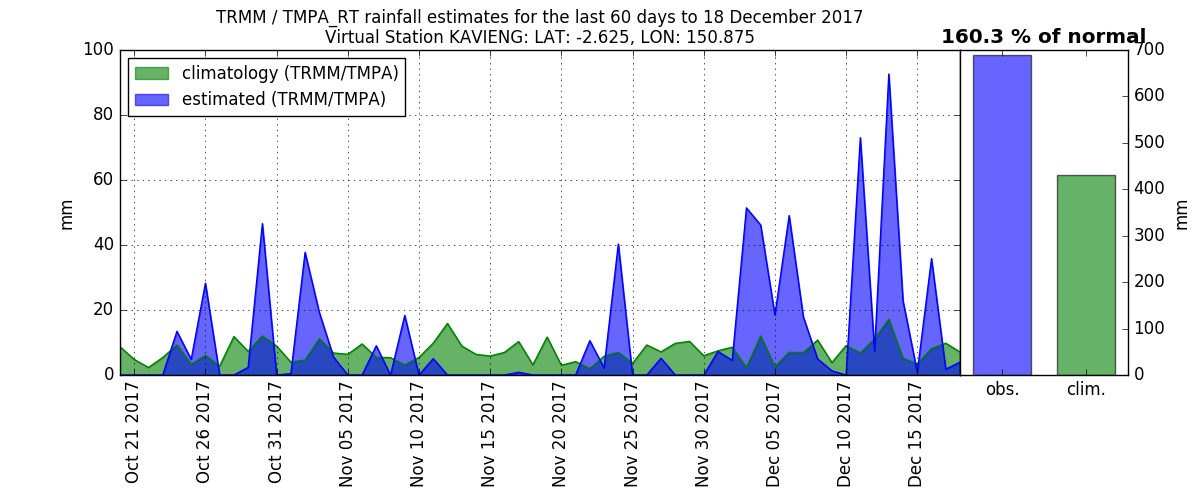 TRMM / TMPA_RT rainfall estimates for the last 60 days to 18 December 2017
Virtual Station KAVIENG: LAT: -2.625, LON: 150.875
160.3 % of normal
climatology (TRMM/TMPA)
estimated (TRMM/TMPA)
mm
100
80
60
40
20
0
Oct 21 2017
Oct 26 2017
Oct 31 2017
Nov 05 2017
Nov 10 2017
Nov 15 2017
Nov 20 2017
Nov 25 2017
Nov 30 2017
Dec 05 2017
Dec 10 2017
Dec 15 2017
obs.
clim.
700
600
500
400
300
200
100
0
mm